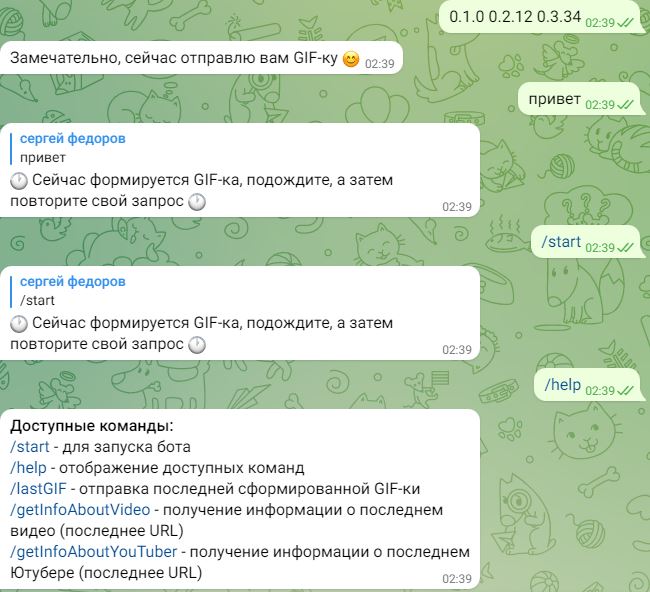 0.1.0 0.2.12 0.3.34 02:39
Замечательно, сейчас отправлю вам GIF-ку 😊 02:39
привет 02:39
сергей федоров
привет
🕐 Сейчас формируется GIF-ка, подождите, а затем
повторите свой запрос 🕐
02:39
/start 02:39
сергей федоров
/start
🕐 Сейчас формируется GIF-ка, подождите, а затем
повторите свой запрос 🕐
02:39
/help 02:39
Доступные команды:
/start - для запуска бота
/help - отображение доступных команд
/lastGIF - отправка последней сформированной GIF-ки
/getInfoAboutVideo - получение информации о последнем
видео (последнее URL)
/getInfoAboutYouTuber - получение информации о последнем
Ютубере (последнее URL)
02:39